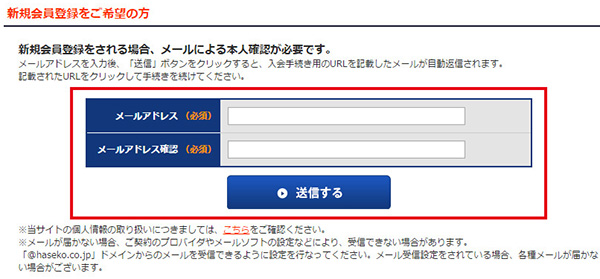 新規会員登録をご希望の方
新規会員登録をされる場合、メールによる本人確認が必要です。
メールアドレスを入力後、「送信」ボタンをクリックすると、入会手続き用のURLを記載したメールが自動返信されます。
記載されたURLをクリックして手続きを続けてください。
メールアドレス（必須）
メールアドレス確認（必須）
送信する
※当サイトの個人情報の取り扱いにつきましては、こちらをご確認ください。
※メールが届かない場合、ご契約のプロバイダやメールソフトの設定などにより、受信できない場合があります。
「@haseko.co.jp」ドメインからのメールを受信できるように設定を行なってください。メール受信設定をされている場合、各種メールが届かな
い場合がございます。